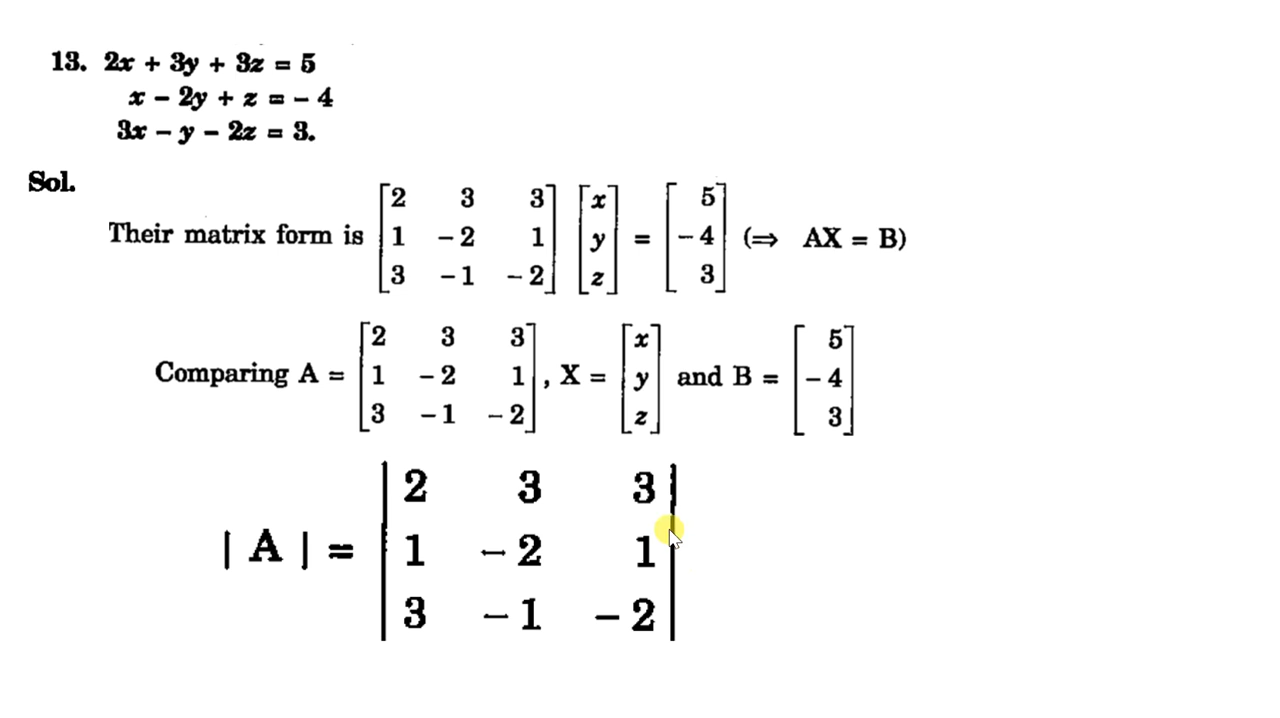 13. 2x + 3y + 3z = 5
x − 2y + z = − 4
3x − y − 2z = 3.
Sol.
Their matrix form is [2 3 3; 1 −2 1; 3 −1 −2] [x; y; z] = [5; −4; 3] (⇒ AX = B)
Comparing A = [2 3 3; 1 −2 1; 3 −1 −2], X = [x; y; z] and B = [5; −4; 3]
| A | = |2 3 3; 1 −2 1; 3 −1 −2|